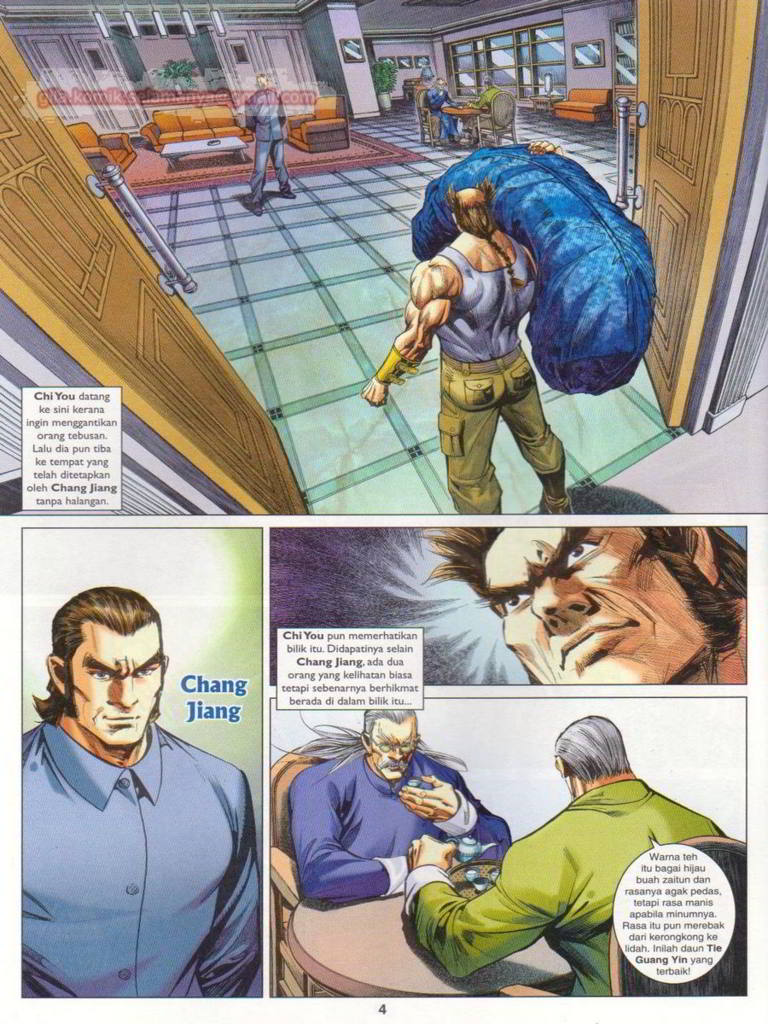 Chi You datang
ke sini kerana
ingin menggantikan
orang tebusan.
Lalu dia pun tiba
ke tempat yang
telah ditetapkan
oleh Chang Jiang
tanpa halangan.
Chang
Jiang
Chi You pun memerhatikan
bilik itu. Didapatinya selain
Chang Jiang, ada dua
orang yang kelihatan biasa
tetapi sebenarnya berhikmat
berada di dalam bilik itu...
Warna teh
itu bagai hijau
buah zaitun dan
rasanya agak pedas,
tetapi rasa manis
apabila minumnya.
Rasa itu pun merebak
dari kerongkong ke
lidah. Inilah daun Tie
Guang Yin yang
terbaik!
4